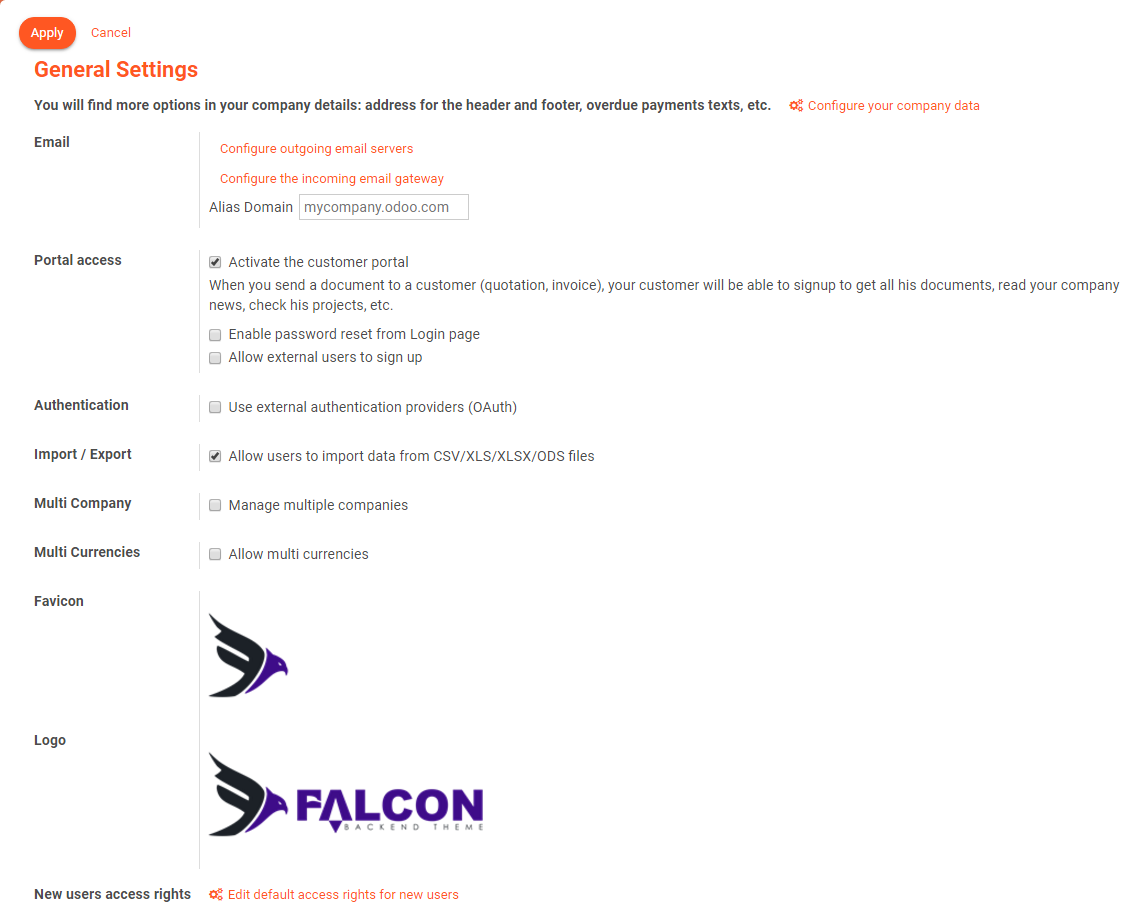 Apply Cancel
General Settings
You will find more options in your company details: address for the header and footer, overdue payments texts, etc. Configure your company data
Email
Configure outgoing email servers
Configure the incoming email gateway
Alias Domain mycompany.odoo.com
Portal access
Activate the customer portal
When you send a document to a customer (quotation, invoice), your customer will be able to signup to get all his documents, read your company
news, check his projects, etc.
Enable password reset from Login page
Allow external users to sign up
Authentication
Use external authentication providers (OAuth)
Import / Export
Allow users to import data from CSV/XLS/XLSX/ODS files
Multi Company
Manage multiple companies
Multi Currencies
Allow multi currencies
Favicon
Logo
FALCON
BACKEND THEME
New users access rights
Edit default access rights for new users